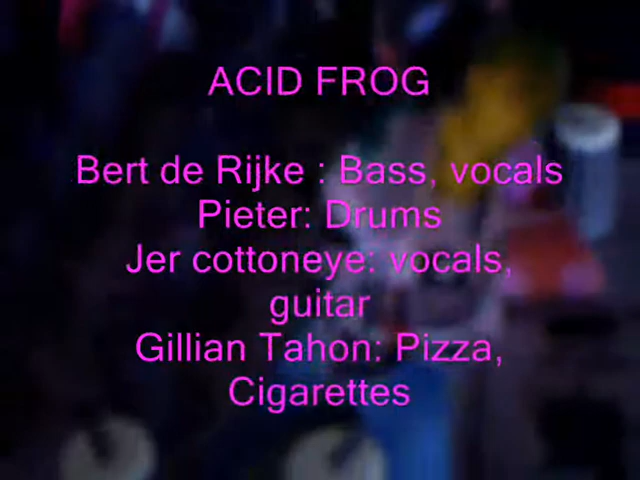 ACID FROG
Bert de Rijke : Bass, vocals
Pieter: Drums
Jer cottoneye: vocals,
guitar
Gillian Tahon: Pizza,
Cigarettes